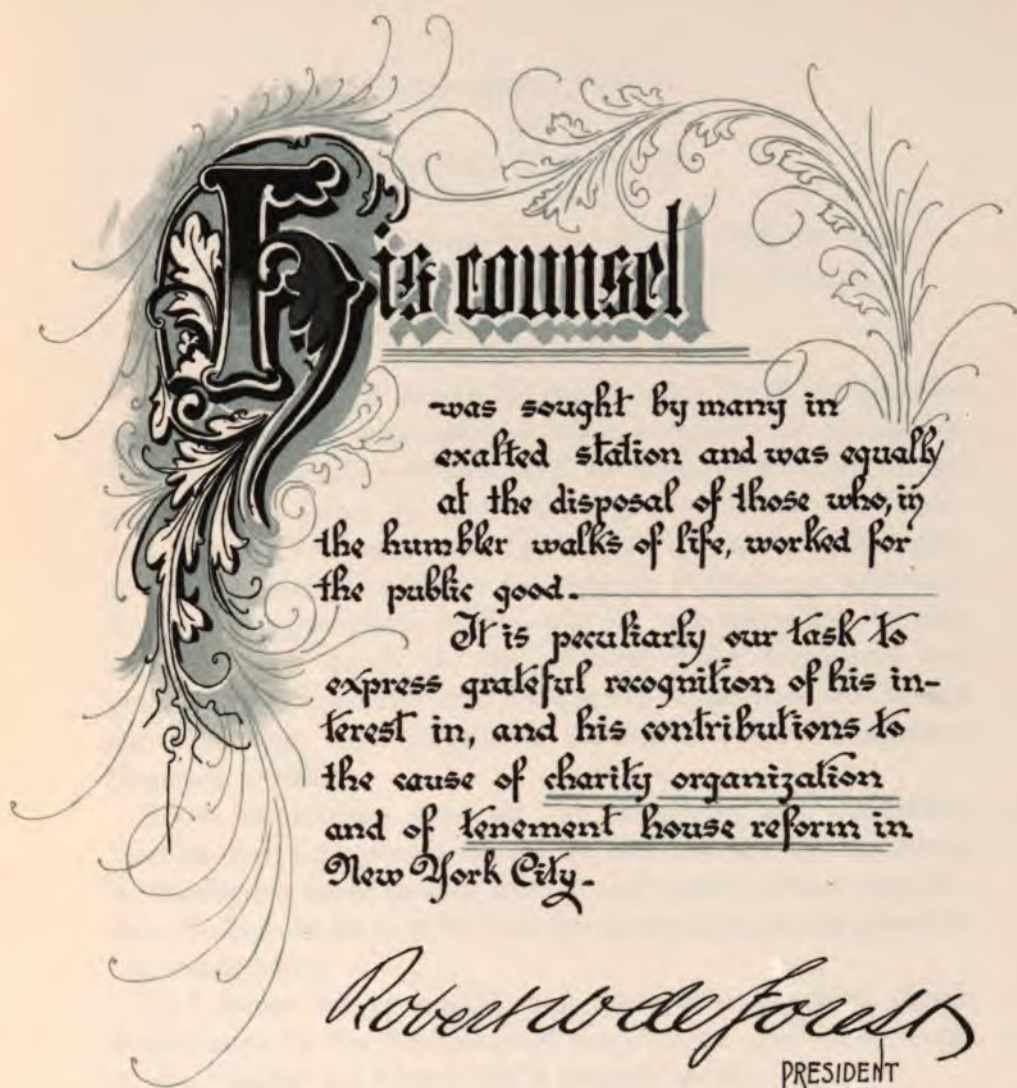 His counsel
was sought by many in
exalted station and was equally
at the disposal of those who, in
the humbler walks of life, worked for
the public good.
It is peculiarly our task to
express grateful recognition of his in-
terest in, and his contributions to
the cause of charity organization
and of tenement house reform in
New York City.
Robert W de Forest
PRESIDENT